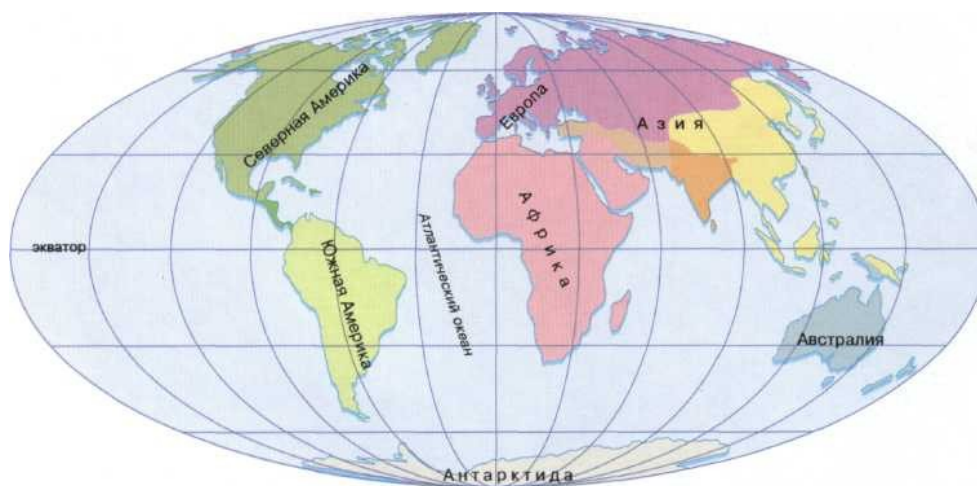 Северная Америка
Европа
Азия
Африка
Атлантический океан
экватор
Южная Америка
Австралия
Антарктида